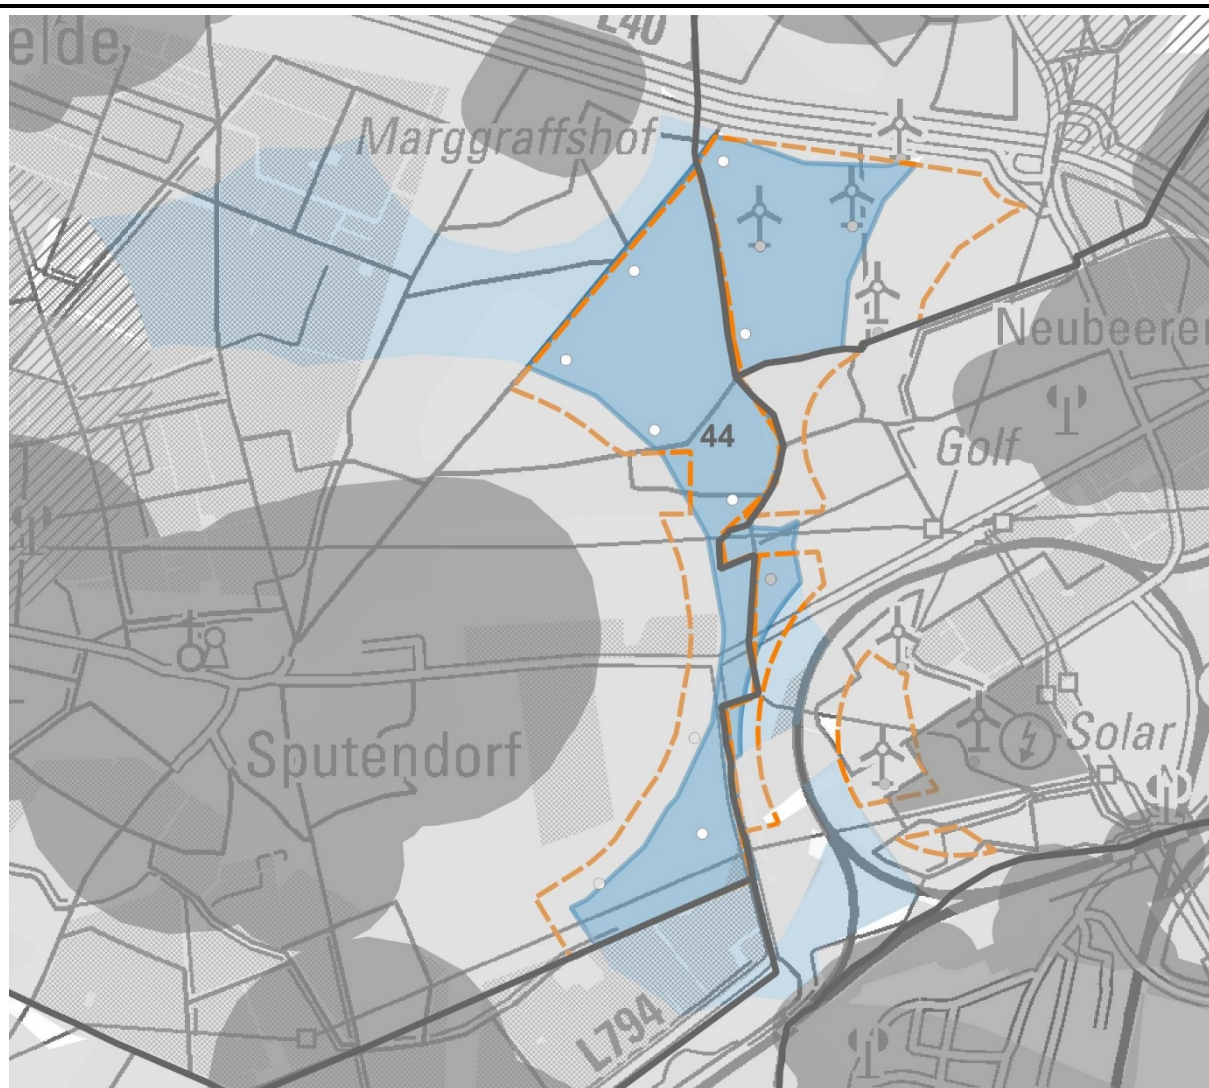 elde
L40
Marggraffshof
Neubeeren
44
Golf
Sputendorf
Solar
L794